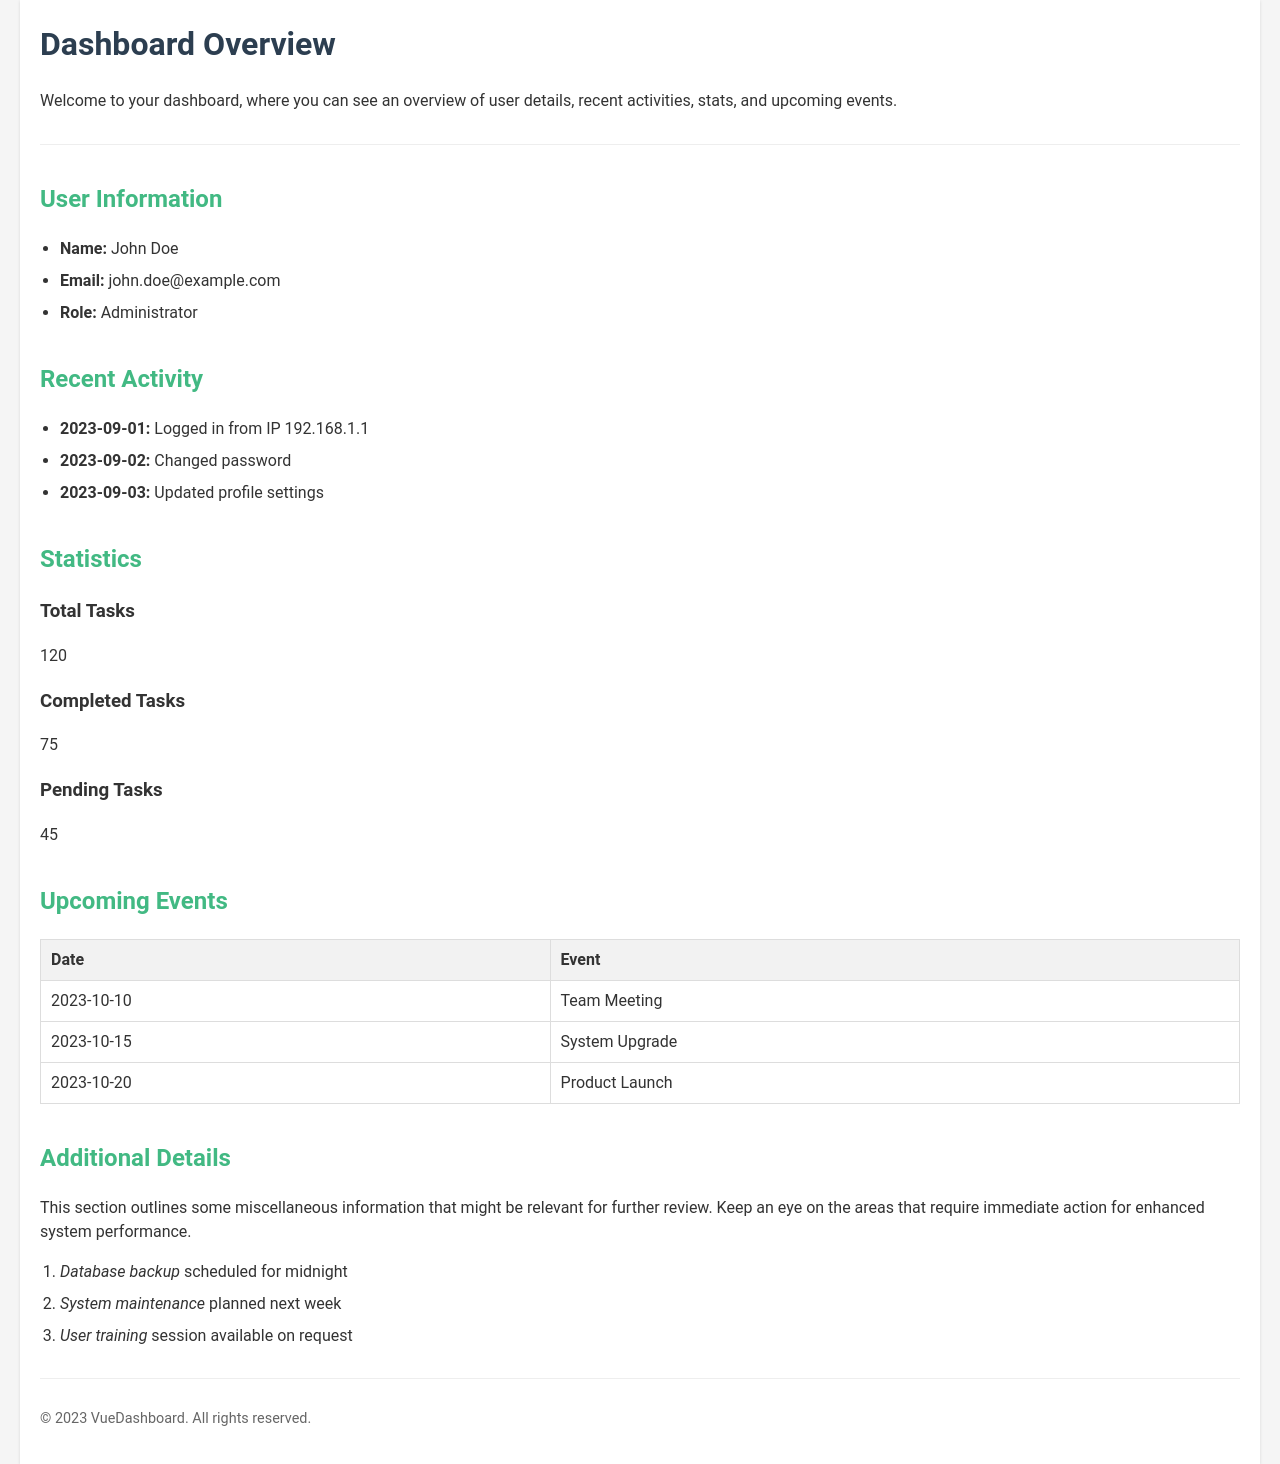 Dashboard Overview
Welcome to your dashboard, where you can see an overview of user details, recent activities, stats, and upcoming events.
User Information
• Name: John Doe
• Email: john.doe@example.com
• Role: Administrator
Recent Activity
• 2023-09-01: Logged in from IP 192.168.1.1
• 2023-09-02: Changed password
• 2023-09-03: Updated profile settings
Statistics
Total Tasks
120
Completed Tasks
75
Pending Tasks
45
Upcoming Events
Date Event
2023-10-10 Team Meeting
2023-10-15 System Upgrade
2023-10-20 Product Launch
Additional Details
This section outlines some miscellaneous information that might be relevant for further review. Keep an eye on the areas that require immediate action for enhanced
system performance.
1. Database backup scheduled for midnight
2. System maintenance planned next week
3. User training session available on request
© 2023 VueDashboard. All rights reserved.